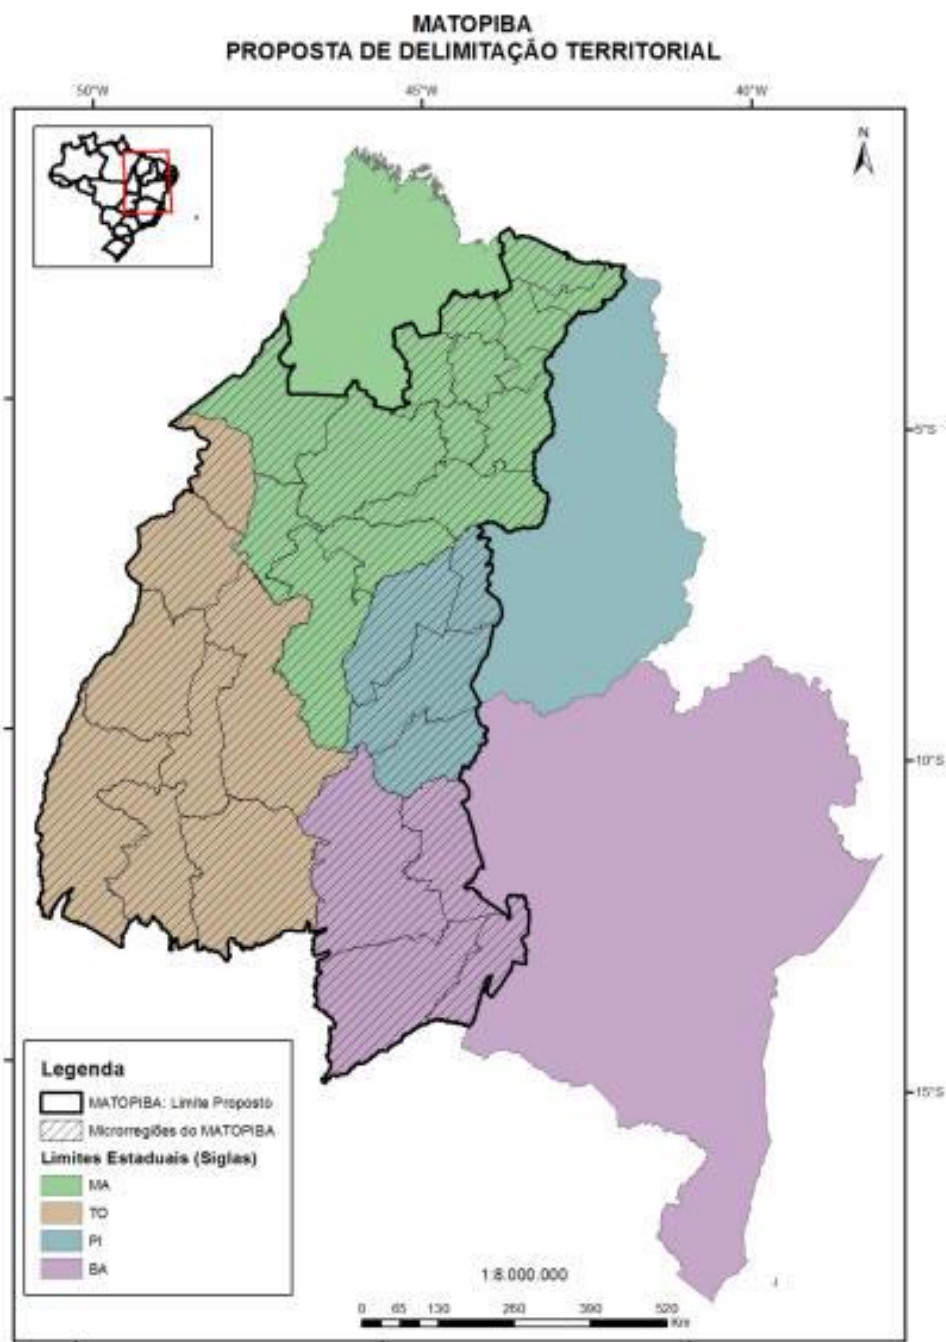 MATOPIBA
PROPOSTA DE DELIMITAÇÃO TERRITORIAL
50°W 45°W 40°W
N
5°S
10°S
15°S
Legenda
MATOPIBA: Limite Proposto
Microrregiões do MATOPIBA
Limites Estaduais (Siglas)
MA
TO
PI
BA
1:8.000.000
0 65 130 260 390 520
Km